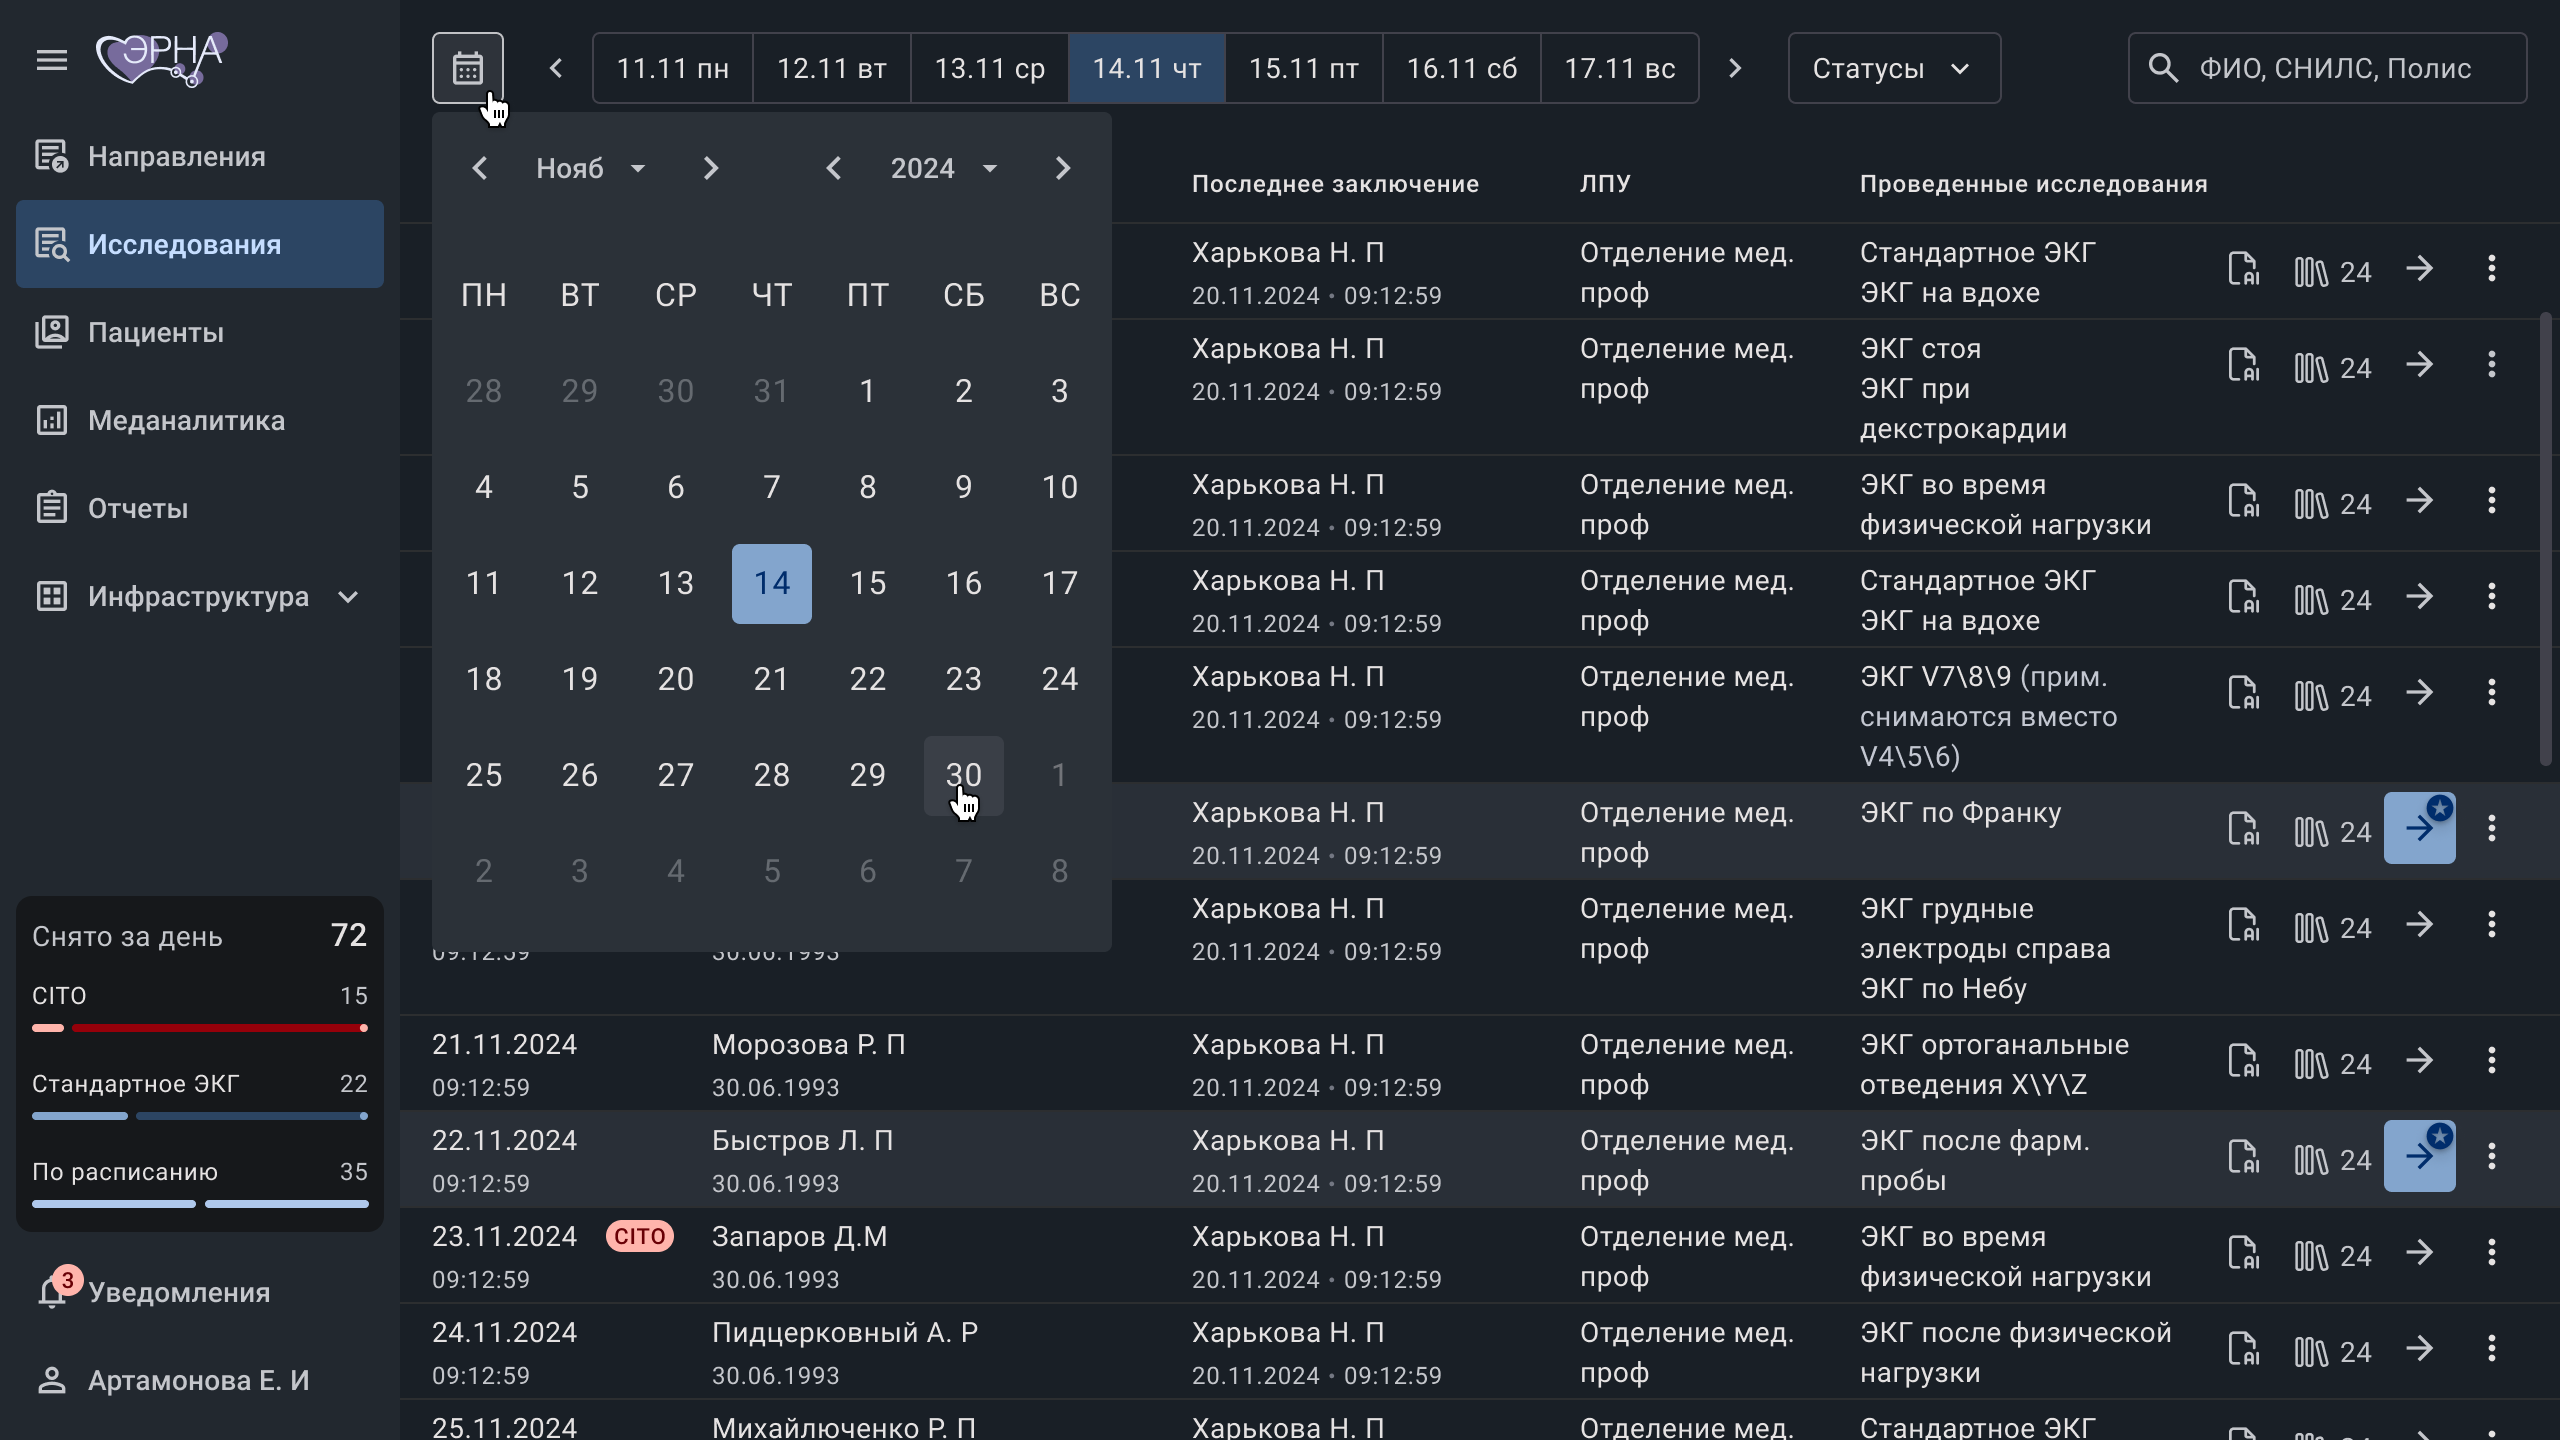 ЭРНА
Направления
Исследования
Пациенты
Меданалитика
Отчеты
Инфраструктура
Снято за день 72
CITO 15
Стандартное ЭКГ 22
По расписанию 35
3
Уведомления
Артамонова Е. И
11.11 пн 12.11 вт 13.11 ср 14.11 чт 15.11 пт 16.11 сб 17.11 вс
Статусы
ФИО, СНИЛС, Полис
Нояб 2024
ПН ВТ СР ЧТ ПТ СБ ВС
28 29 30 31 1 2 3
4 5 6 7 8 9 10
11 12 13 14 15 16 17
18 19 20 21 22 23 24
25 26 27 28 29 30 1
2 3 4 5 6 7 8
Последнее заключение ЛПУ Проведенные исследования
Харькова Н. П Отделение мед. Стандартное ЭКГ
20.11.2024 • 09:12:59 проф ЭКГ на вдохе AI 24
Харькова Н. П Отделение мед. ЭКГ стоя
20.11.2024 • 09:12:59 проф ЭКГ при AI 24
декстрокардии
Харькова Н. П Отделение мед. ЭКГ во время
20.11.2024 • 09:12:59 проф физической нагрузки AI 24
Харькова Н. П Отделение мед. Стандартное ЭКГ
20.11.2024 • 09:12:59 проф ЭКГ на вдохе AI 24
Харькова Н. П Отделение мед. ЭКГ V7\8\9 (прим.
20.11.2024 • 09:12:59 проф снимаются вместо AI 24
V4\5\6)
Харькова Н. П Отделение мед. ЭКГ по Франку
20.11.2024 • 09:12:59 проф AI 24
Харькова Н. П Отделение мед. ЭКГ грудные
09:12:59 30.06.1993 20.11.2024 • 09:12:59 проф электроды справа AI 24
ЭКГ по Небу
21.11.2024 Морозова Р. П Харькова Н. П Отделение мед. ЭКГ ортоганальные
09:12:59 30.06.1993 20.11.2024 • 09:12:59 проф отведения X\Y\Z AI 24
22.11.2024 Быстров Л. П Харькова Н. П Отделение мед. ЭКГ после фарм.
09:12:59 30.06.1993 20.11.2024 • 09:12:59 проф пробы AI 24
23.11.2024 CITO Запаров Д.М Харькова Н. П Отделение мед. ЭКГ во время
09:12:59 30.06.1993 20.11.2024 • 09:12:59 проф физической нагрузки AI 24
24.11.2024 Пидцерковный А. Р Харькова Н. П Отделение мед. ЭКГ после физической
09:12:59 30.06.1993 20.11.2024 • 09:12:59 проф нагрузки AI 24
25.11.2024 Михайлюченко Р. П Харькова Н. П Отделение мед. Стандартное ЭКГ